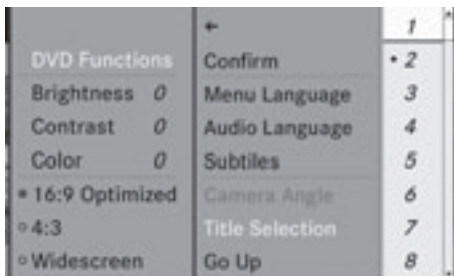 DVD Functions
Brightness 0
Contrast 0
Color 0
16:9 Optimized
4:3
Widescreen
←
Confirm
Menu Language
Audio Language
Subtiles
Camera Angle
Title Selection
Go Up
1
• 2
3
4
5
6
7
8